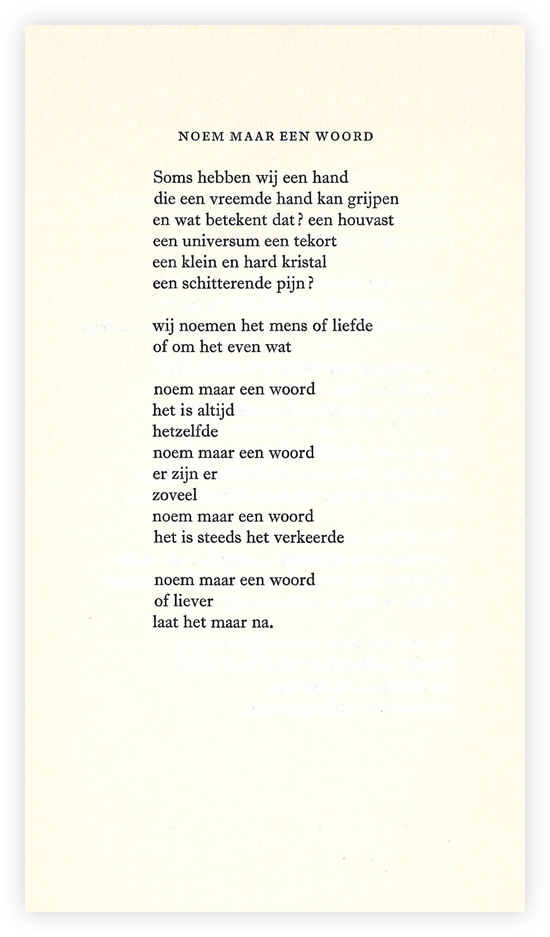 NOEM MAAR EEN WOORD
Soms hebben wij een hand
die een vreemde hand kan grijpen
en wat betekent dat? een houvast
een universum een tekort
een klein en hard kristal
een schitterende pijn?
wij noemen het mens of liefde
of om het even wat
noem maar een woord
het is altijd
hetzelfde
noem maar een woord
er zijn er
zoveel
noem maar een woord
het is steeds het verkeerde
noem maar een woord
of liever
laat het maar na.